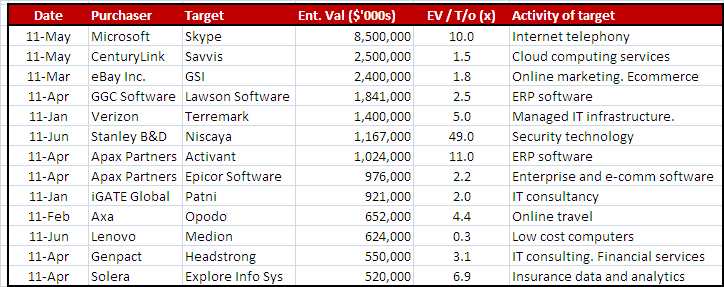 Date Purchaser Target Ent. Val ($'000s) EV / T/o (x) Activity of target
11-May Microsoft Skype 8,500,000 10.0 Internet telephony
11-May CenturyLink Savvis 2,500,000 1.5 Cloud computing services
11-Mar eBay Inc. GSI 2,400,000 1.8 Online marketing. Ecommerce
11-Apr GGC Software Lawson Software 1,841,000 2.5 ERP software
11-Jan Verizon Terremark 1,400,000 5.0 Managed IT infrastructure.
11-Jun Stanley B&D Niscaya 1,167,000 49.0 Security technology
11-Apr Apax Partners Activant 1,024,000 11.0 ERP software
11-Apr Apax Partners Epicor Software 976,000 2.2 Enterprise and e-comm software
11-Jan iGATE Global Patni 921,000 2.0 IT consultancy
11-Feb Axa Opodo 652,000 4.4 Online travel
11-Jun Lenovo Medion 624,000 0.3 Low cost computers
11-Apr Genpact Headstrong 550,000 3.1 IT consulting. Financial services
11-Apr Solera Explore Info Sys 520,000 6.9 Insurance data and analytics